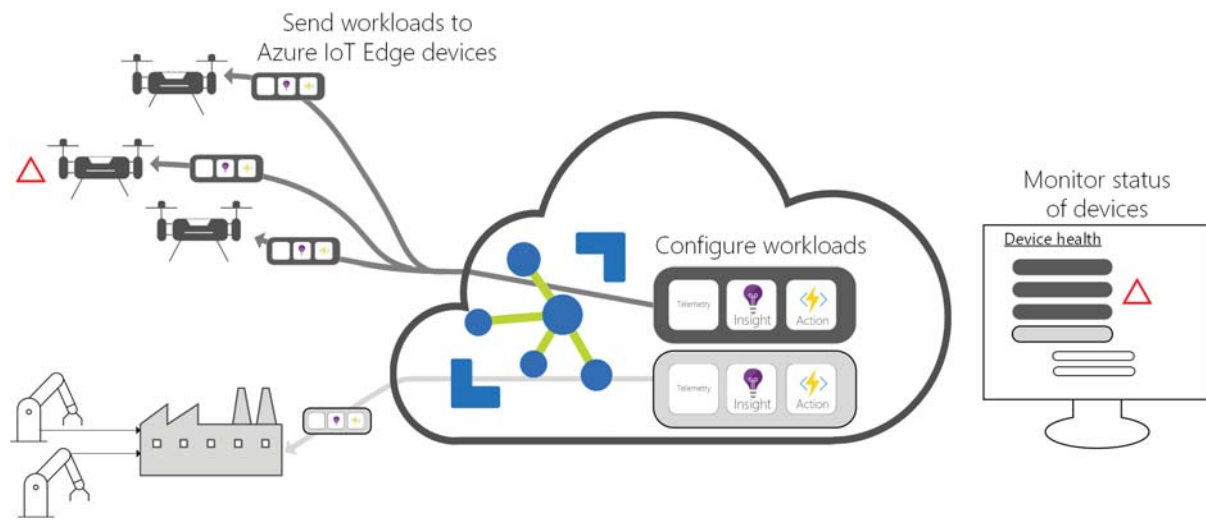 Send workloads to
Azure IoT Edge devices
Configure workloads
Telemetry
Insight
Action
Telemetry
Insight
Action
Monitor status
of devices
Device health